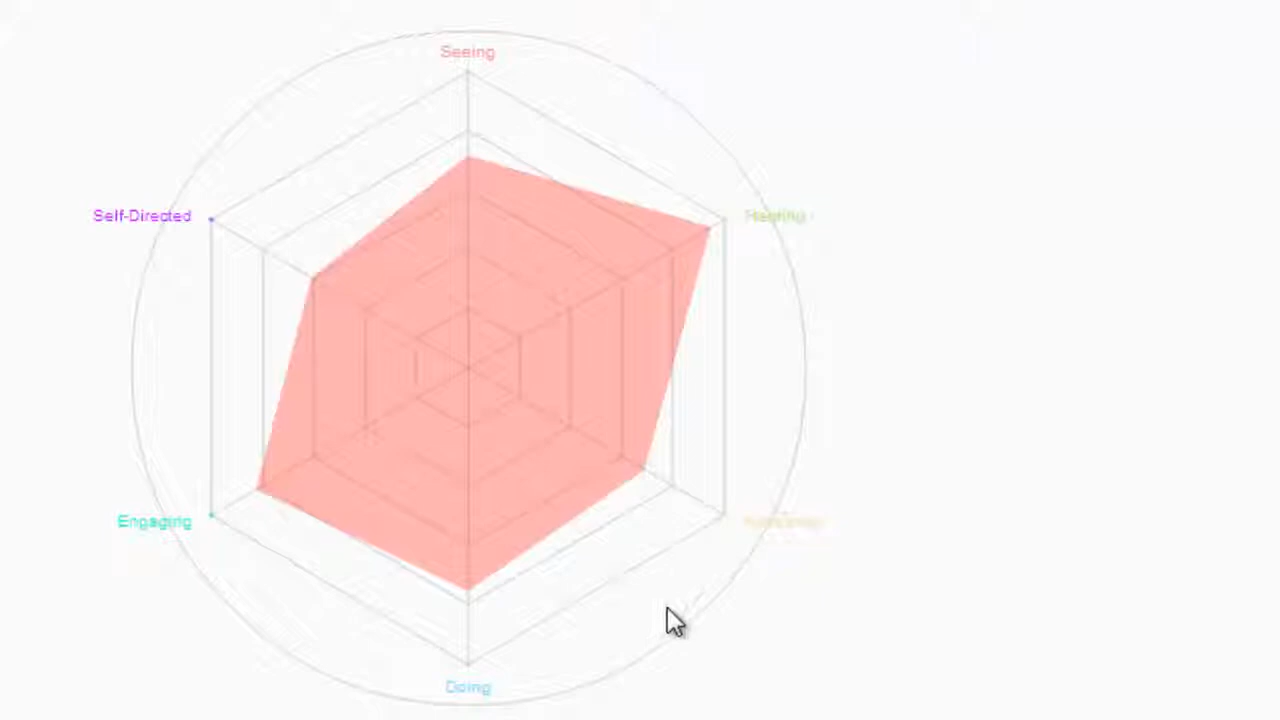 Seeing
Self-Directed
Hearing
Engaging
Doing